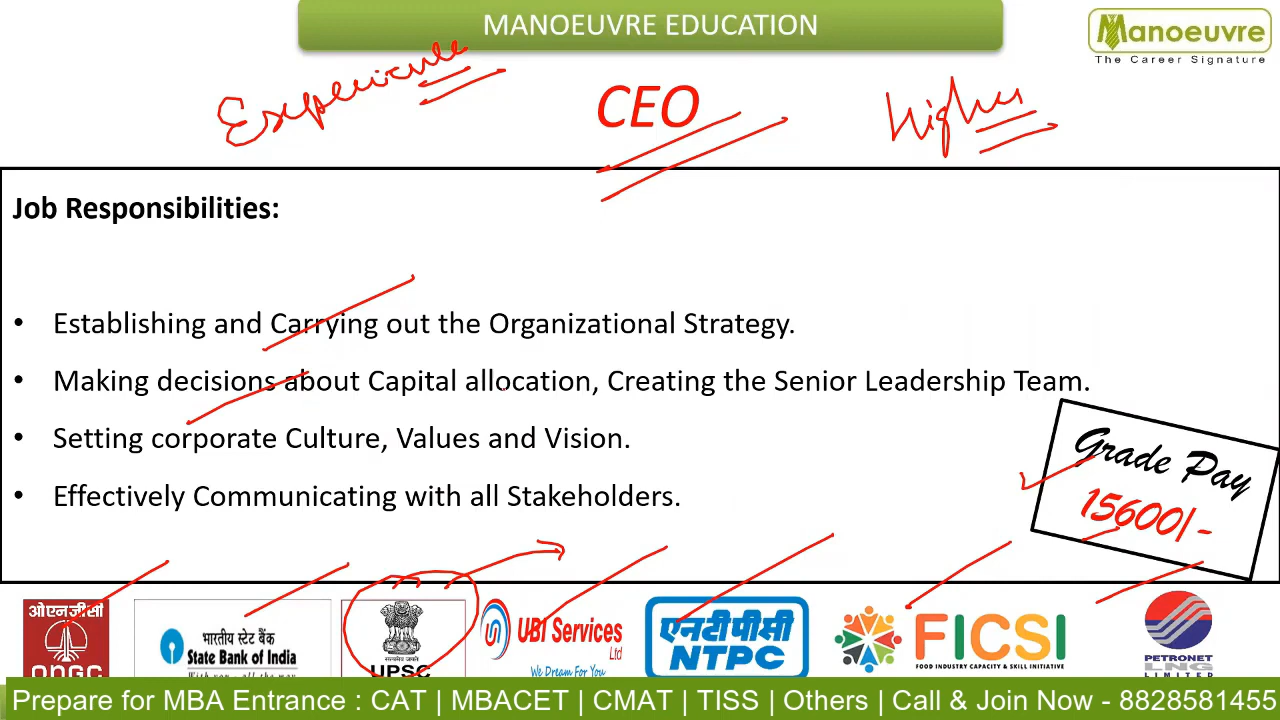 MANOEUVRE EDUCATION
Manoeuvre
The Career Signature
Experience
CEO
Higher
Job Responsibilities:
• Establishing and Carrying out the Organizational Strategy.
• Making decisions about Capital allocation, Creating the Senior Leadership Team.
• Setting corporate Culture, Values and Vision.
• Effectively Communicating with all Stakeholders.
Grade Pay
15600/-
ओएनजीसी
ONGC
भारतीय स्टेट बैंक
State Bank of India
सत्यमेव जयते
UPSC
UBI Services
Ltd
We Dream For You
एनटीपीसी
NTPC
FICSI
FOOD INDUSTRY CAPACITY & SKILL INITIATIVE
PETRONET
LNG
LIMITED
Prepare for MBA Entrance : CAT | MBACET | CMAT | TISS | Others | Call & Join Now - 8828581455